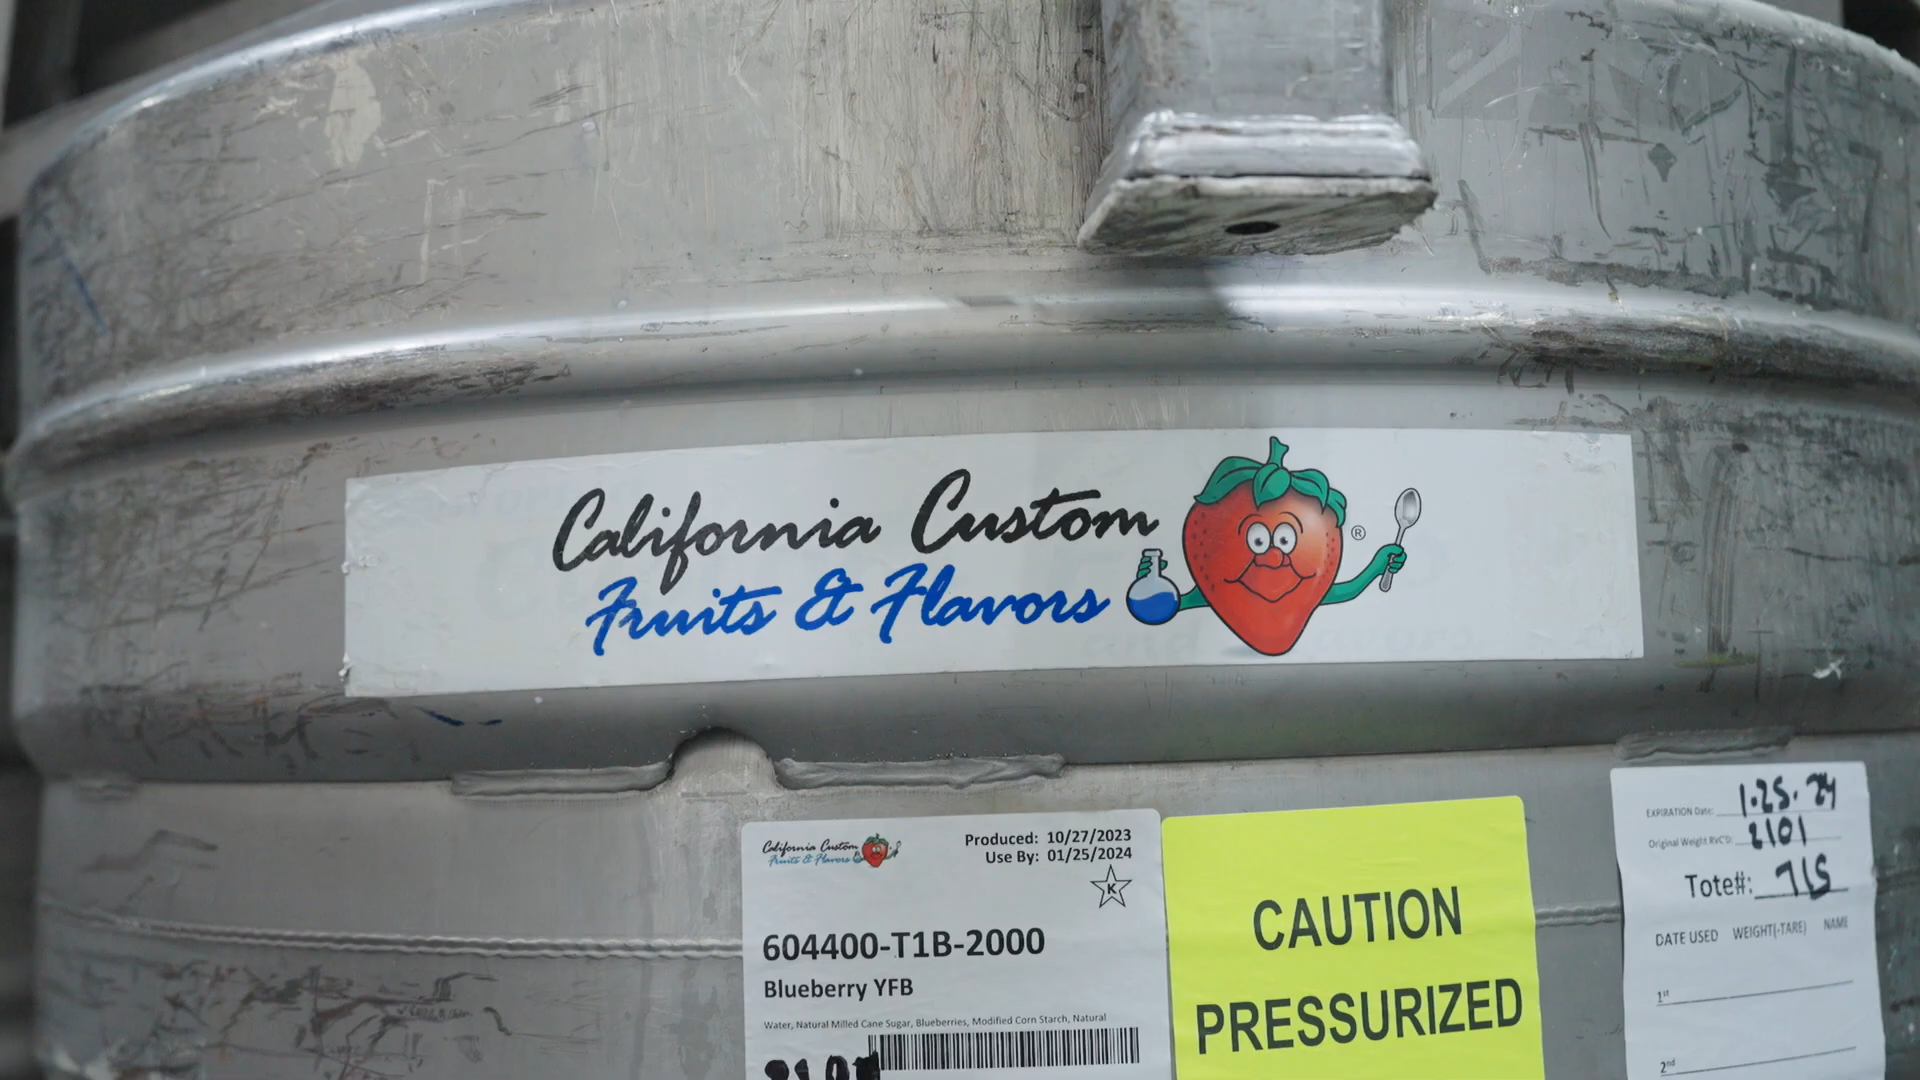 California Custom
Fruits & Flavors
®
California Custom
Fruits & Flavors
Produced: 10/27/2023
Use By: 01/25/2024
K
604400-T1B-2000
Blueberry YFB
Water, Natural Milled Cane Sugar, Blueberries, Modified Corn Starch, Natural
CAUTION
PRESSURIZED
EXPIRATION Date: 1.25.24
Original Weight RVC'D: 2101
Tote#: 715
DATE USED WEIGHT(-TARE) NAME
1st
2nd